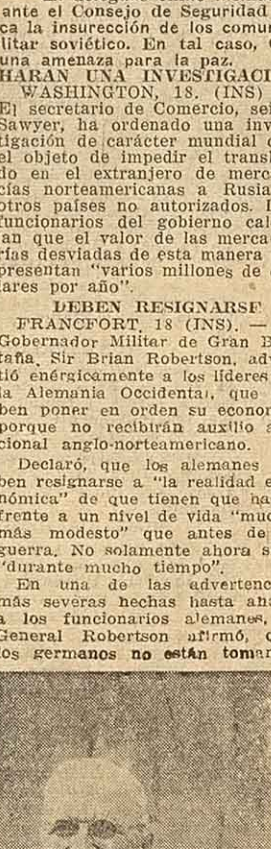 ante el Consejo de Seguridad
ca la insurección de los comun
litar soviético. En tal caso,
una amenaza para la paz.
HARAN UNA INVESTIGACI
WASHINGTON, 18. (INS)
El secretario de Comercio, se
Sawyer, ha ordenado una inv
tigación de carácter mundial
el objeto de impedir el transb
do en el extranjero de merca
cías norteamericanas a Rusia
otros países no autorizados.
funcionarios del gobierno cal
an que el valor de las merca
rías desviadas de esta manera
presentan "varios millones de
lares por año".
DEBEN RESIGNARSE
FRANCFORT, 18 (INS). —
Gobernador Militar de Gran B
taña, Sir Brian Robertson, adv
tió enérgicamente a los líderes
la Alemania Occidental, que
ben poner en orden su econom
porque no recibirán auxilio a
cional anglo-norteamericano.
Declaró, que los alemanes
ben resignarse a "la realidad e
nómica" de que tienen que ha
frente a un nivel de vida "muc
más modesto" que antes de
guerra. No solamente ahora s
"durante mucho tiempo".
En una de las advertenc
más severas hechas hasta aho
a los funcionarios alemanes,
General Robertson afirmó,
los germanos no están toman